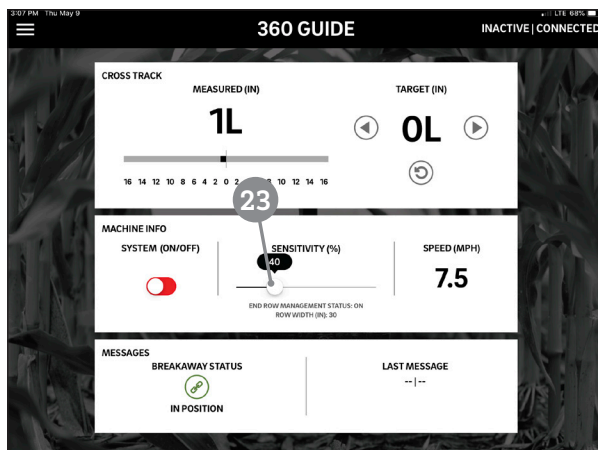 3:07 PM Thu May 9
LTE 68%
360 GUIDE
INACTIVE | CONNECTED
CROSS TRACK
MEASURED (IN)
TARGET (IN)
1L
0L
16 14 12 10 8 6 4 2 0 2 8 10 12 14 16
23
MACHINE INFO
SYSTEM (ON/OFF)
SENSITIVITY (%)
SPEED (MPH)
40
7.5
END ROW MANAGEMENT STATUS: ON
ROW WIDTH (IN): 30
MESSAGES
BREAKAWAY STATUS
LAST MESSAGE
-- | --
IN POSITION